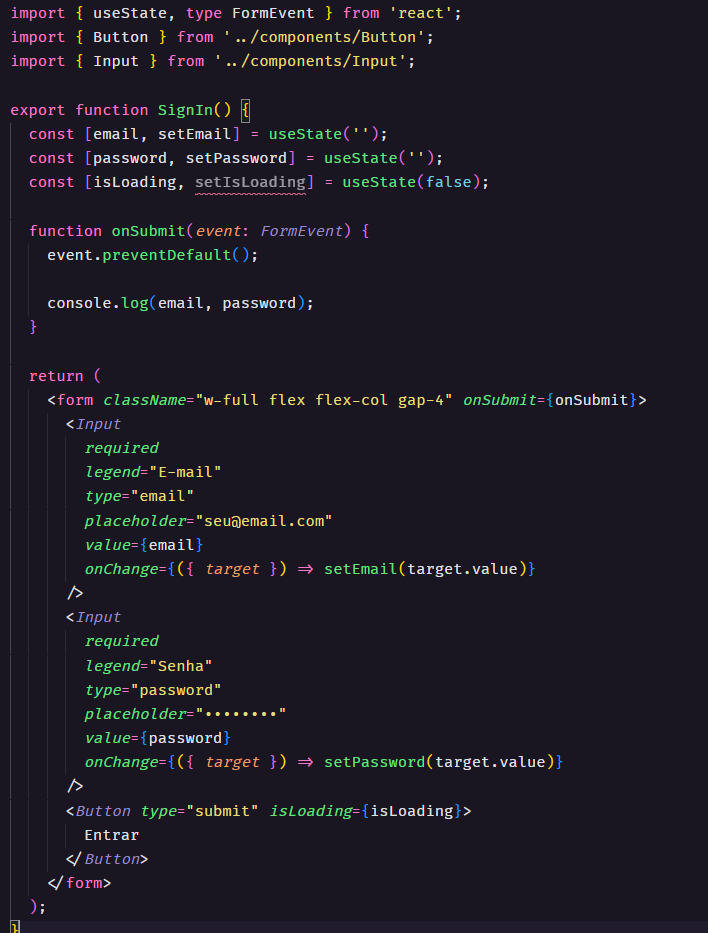 import { useState, type FormEvent } from 'react';
import { Button } from '../components/Button';
import { Input } from '../components/Input';

export function SignIn() {
  const [email, setEmail] = useState('');
  const [password, setPassword] = useState('');
  const [isLoading, setIsLoading] = useState(false);

  function onSubmit(event: FormEvent) {
    event.preventDefault();

    console.log(email, password);
  }

  return (
    <form className="w-full flex flex-col gap-4" onSubmit={onSubmit}>
      <Input
        required
        legend="E-mail"
        type="email"
        placeholder="seu@email.com"
        value={email}
        onChange={({ target }) => setEmail(target.value)}
      />
      <Input
        required
        legend="Senha"
        type="password"
        placeholder="••••••••"
        value={password}
        onChange={({ target }) => setPassword(target.value)}
      />
      <Button type="submit" isLoading={isLoading}>
        Entrar
      </Button>
    </form>
  );
}